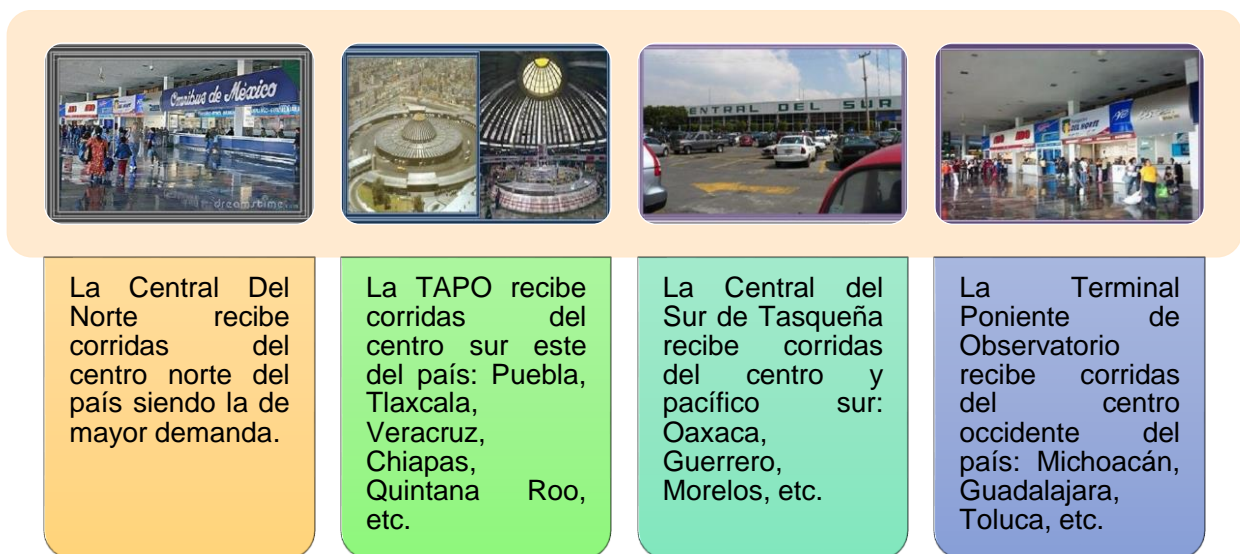 Omnibus de México
dreamstime
ENTRAL DEL SUR
ADO
DEL NORTE
La Central Del
Norte recibe
corridas del
centro norte del
país siendo la de
mayor demanda.
La TAPO recibe
corridas del
centro sur este
del país: Puebla,
Tlaxcala,
Veracruz,
Chiapas,
Quintana Roo,
etc.
La Central del
Sur de Tasqueña
recibe corridas
del centro y
pacífico sur:
Oaxaca,
Guerrero,
Morelos, etc.
La Terminal
Poniente de
Observatorio
recibe corridas
del centro
occidente del
país: Michoacán,
Guadalajara,
Toluca, etc.